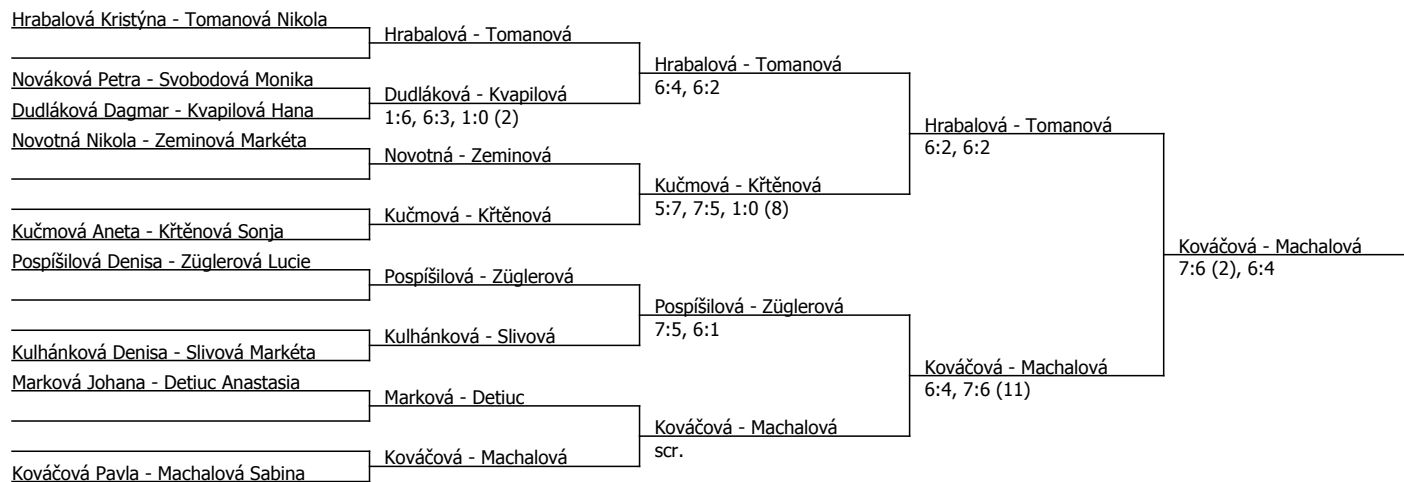 Hrabalová Kristýna - Tomanová Nikola
Nováková Petra - Svobodová Monika
Dudláková Dagmar - Kvapilová Hana
Novotná Nikola - Zeminová Markéta
Kučmová Aneta - Křtěnová Sonja
Pospíšilová Denisa - Züglerová Lucie
Kulhánková Denisa - Slivová Markéta
Marková Johana - Detiuc Anastasia
Kováčová Pavla - Machalová Sabina
Hrabalová - Tomanová
Dudláková - Kvapilová
1:6, 6:3, 1:0 (2)
Novotná - Zeminová
Kučmová - Křtěnová
Pospíšilová - Züglerová
Kulhánková - Slivová
Marková - Detiuc
Kováčová - Machalová
Hrabalová - Tomanová
6:4, 6:2
Kučmová - Křtěnová
5:7, 7:5, 1:0 (8)
Pospíšilová - Züglerová
7:5, 6:1
Kováčová - Machalová
scr.
Hrabalová - Tomanová
6:2, 6:2
Kováčová - Machalová
6:4, 7:6 (11)
Kováčová - Machalová
7:6 (2), 6:4